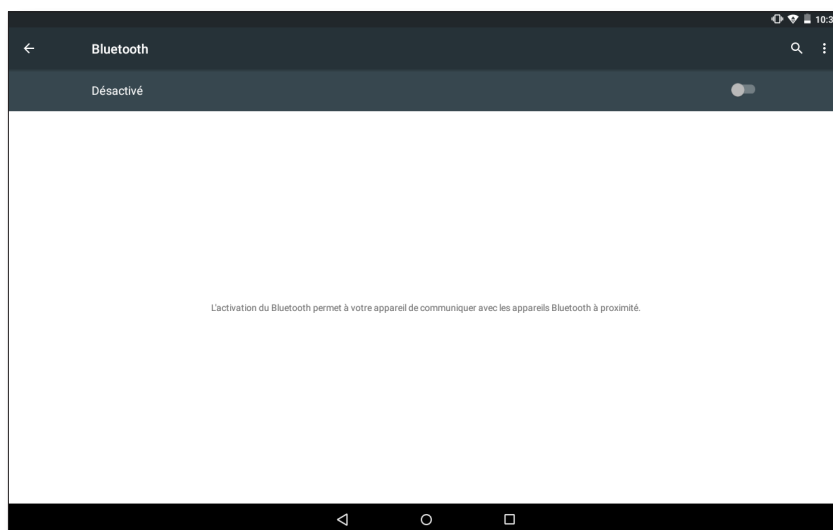 10:3
Bluetooth
Désactivé
L'activation du Bluetooth permet à votre appareil de communiquer avec les appareils Bluetooth à proximité.